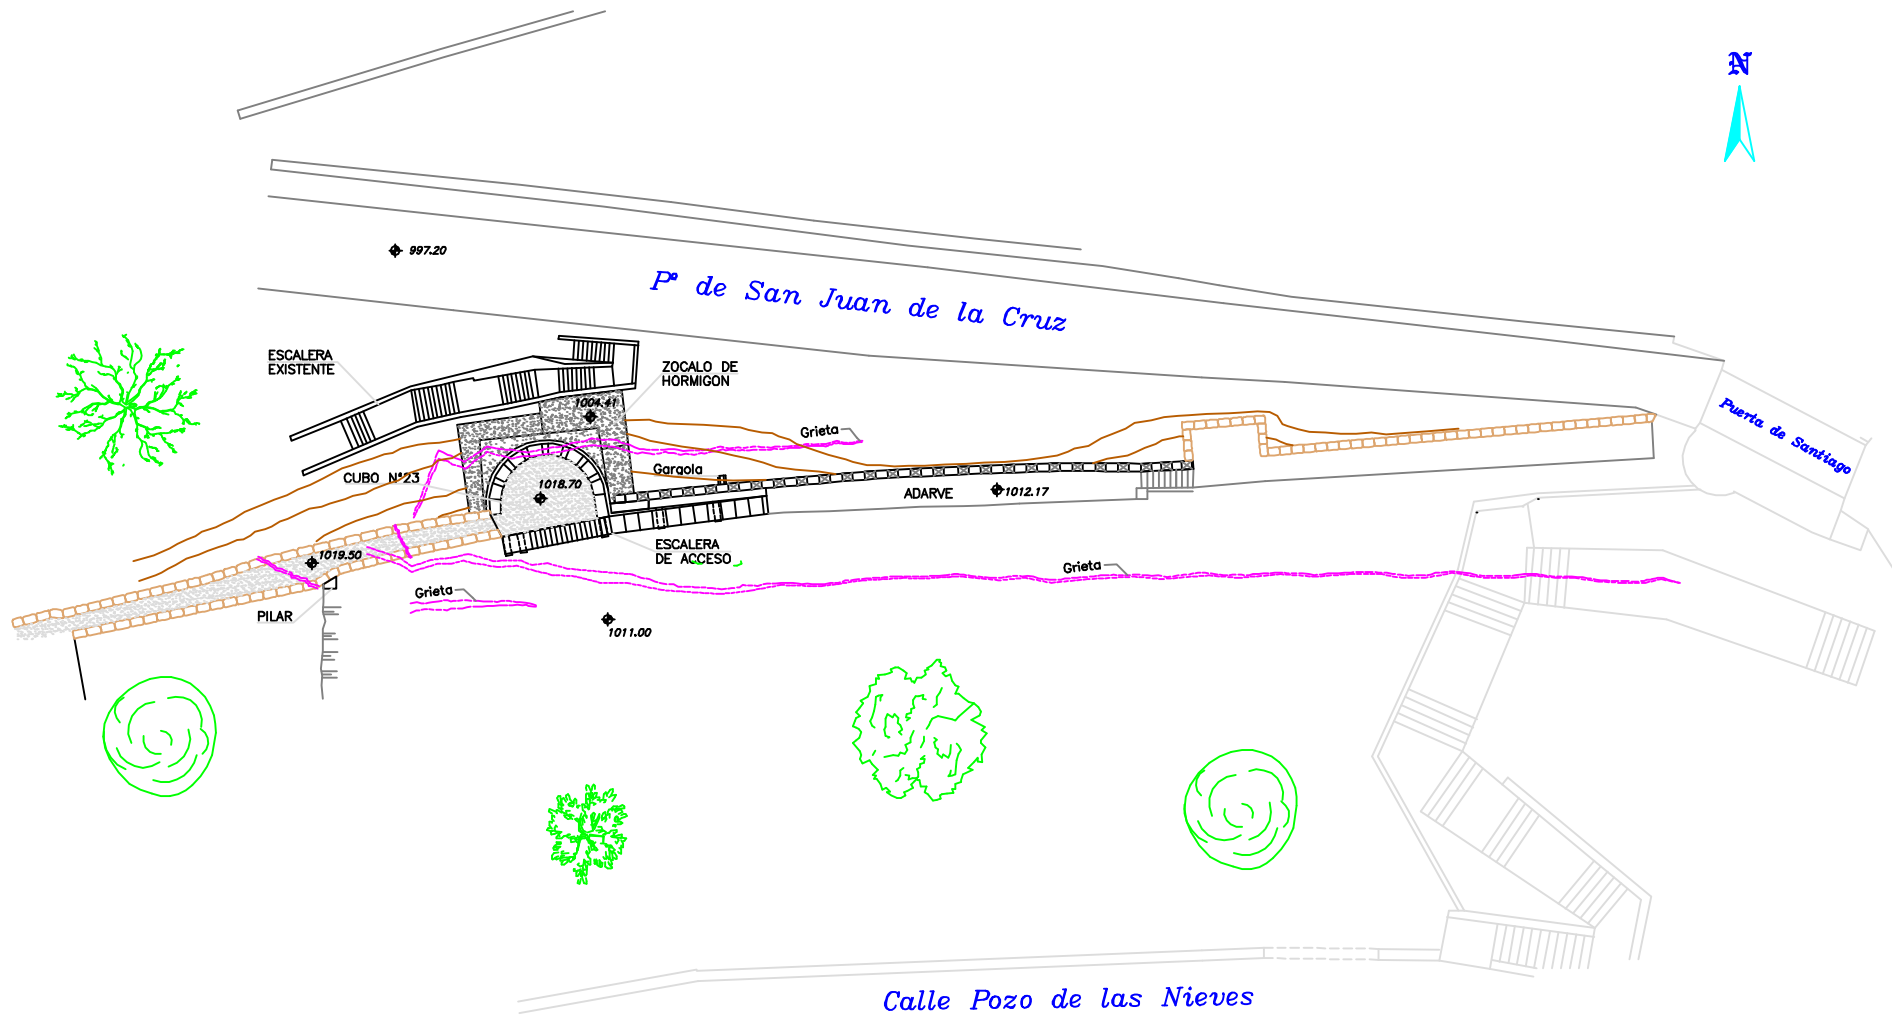 N
997.20
Pº de San Juan de la Cruz
ESCALERA
EXISTENTE
ZOCALO DE
HORMIGON
1004.41
Puerta de Santiago
Grieta
Gargola
CUBO Nº23
1018.70
ADARVE
1012.17
ESCALERA
DE ACCESO
1019.50
Grieta
Grieta
PILAR
1011.00
Calle Pozo de las Nieves